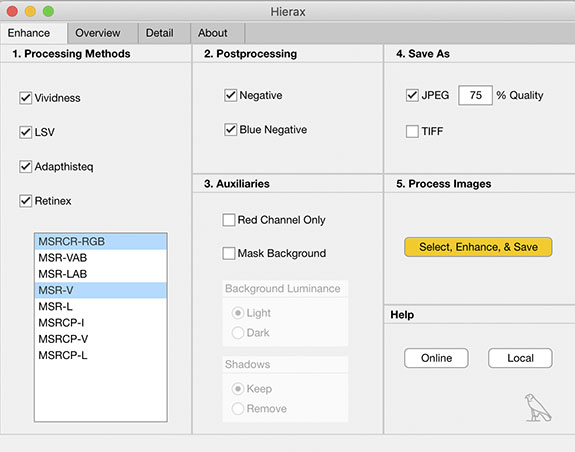 Hierax
Enhance Overview Detail About
1. Processing Methods
Vividness
LSV
Adapthisteq
Retinex
MSRCR-RGB
MSR-VAB
MSR-LAB
MSR-V
MSR-L
MSRCP-I
MSRCP-V
MSRCP-L
2. Postprocessing
Negative
Blue Negative
3. Auxiliaries
Red Channel Only
Mask Background
Background Luminance
Light
Dark
Shadows
Keep
Remove
4. Save As
JPEG 75 % Quality
TIFF
5. Process Images
Select, Enhance, & Save
Help
Online Local